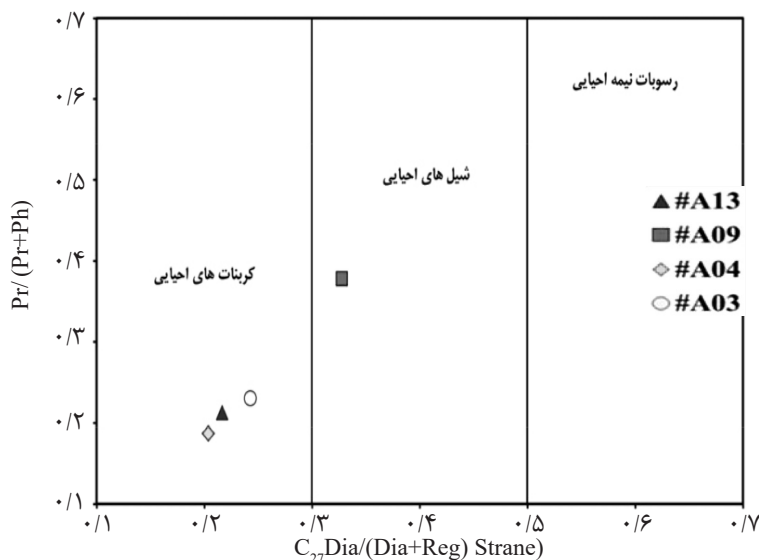 ۰/۷
۰/۶
۰/۵
۰/۴
۰/۳
۰/۲
۰/۱
Pr/(Pr+Ph)
رسوبات نیمه احیایی
شیل های احیایی
کربنات های احیایی
#A13
#A09
#A04
#A03
۰/۱ ۰/۲ ۰/۳ ۰/۴ ۰/۵ ۰/۶ ۰/۷
C₂₇Dia/(Dia+Reg) Strane)